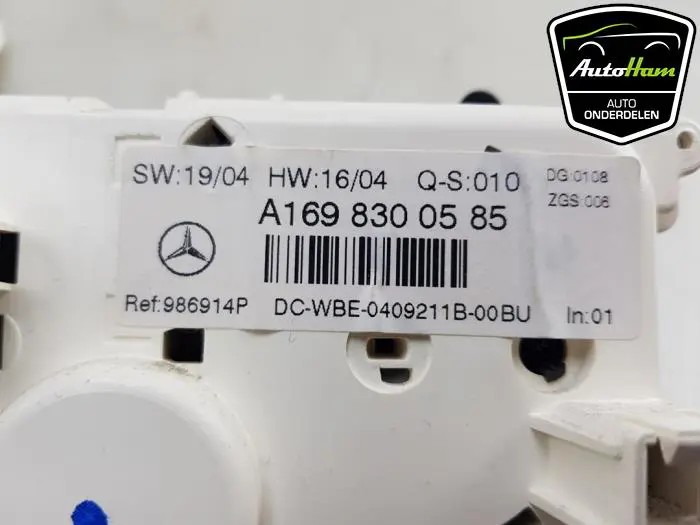 AutoHam
AUTO
ONDERDELEN
SW:19/04 HW:16/04 Q-S:010 DG:0108
ZGS:006
A169 830 05 85
Ref:986914P DC-WBE-0409211B-00BU In:01